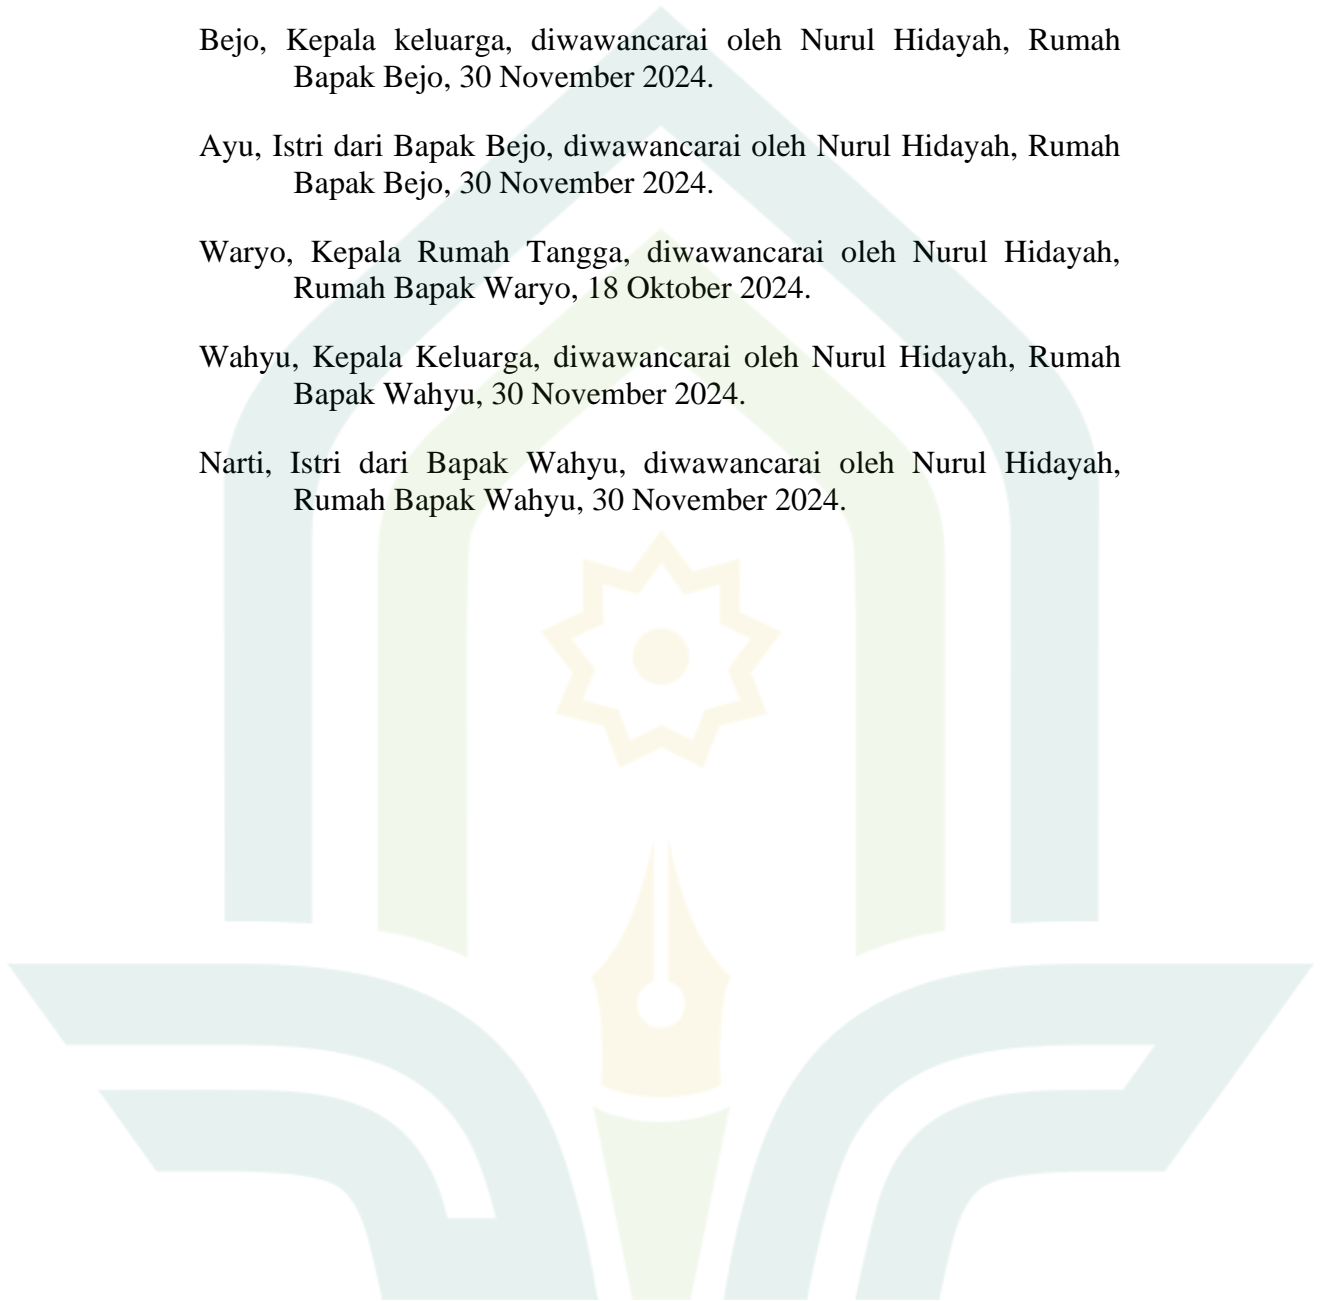 Bejo, Kepala keluarga, diwawancarai oleh Nurul Hidayah, Rumah
Bapak Bejo, 30 November 2024.
Ayu, Istri dari Bapak Bejo, diwawancarai oleh Nurul Hidayah, Rumah
Bapak Bejo, 30 November 2024.
Waryo, Kepala Rumah Tangga, diwawancarai oleh Nurul Hidayah,
Rumah Bapak Waryo, 18 Oktober 2024.
Wahyu, Kepala Keluarga, diwawancarai oleh Nurul Hidayah, Rumah
Bapak Wahyu, 30 November 2024.
Narti, Istri dari Bapak Wahyu, diwawancarai oleh Nurul Hidayah,
Rumah Bapak Wahyu, 30 November 2024.